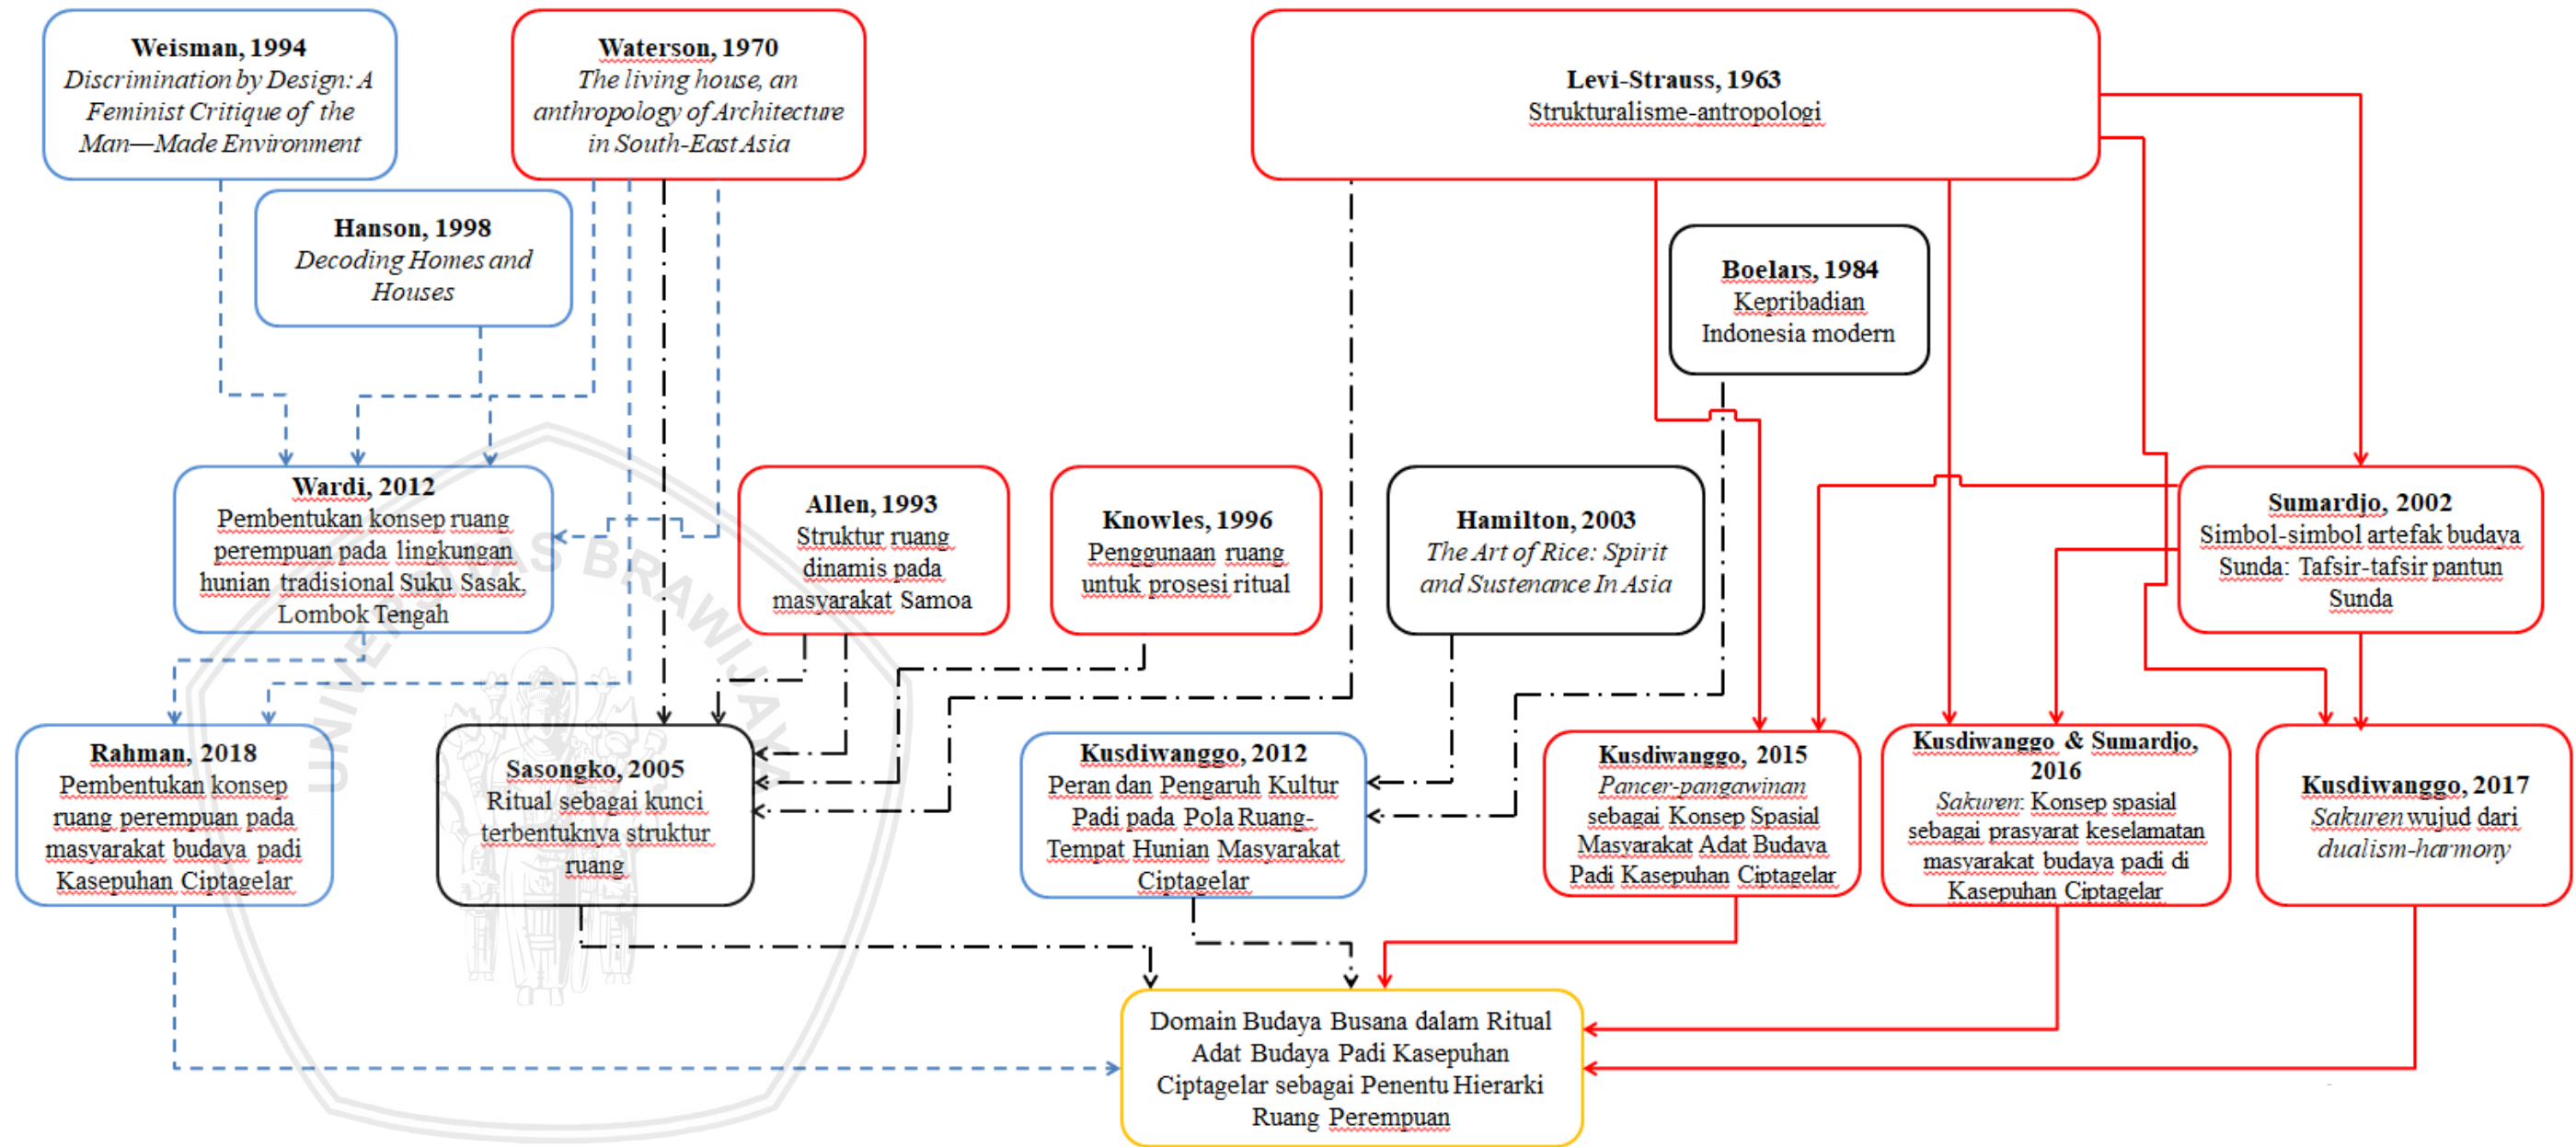 Weisman, 1994
Discrimination by Design: A
Feminist Critique of the
Man—Made Environment
Waterson, 1970
The living house, an
anthropology of Architecture
in South-East Asia
Levi-Strauss, 1963
Strukturalisme-antropologi
Hanson, 1998
Decoding Homes and
Houses
Boelars, 1984
Kepribadian
Indonesia modern
Wardi, 2012
Pembentukan konsep ruang
perempuan pada lingkungan
hunian tradisional Suku Sasak,
Lombok Tengah
Allen, 1993
Struktur ruang
dinamis pada
masyarakat Samoa
Knowles, 1996
Penggunaan ruang
untuk prosesi ritual
Hamilton, 2003
The Art of Rice: Spirit
and Sustenance In Asia
Sumardjo, 2002
Simbol-simbol artefak budaya
Sunda: Tafsir-tafsir pantun
Sunda
Rahman, 2018
Pembentukan konsep
ruang perempuan pada
masyarakat budaya padi
Kasepuhan Ciptagelar
Sasongko, 2005
Ritual sebagai kunci
terbentuknya struktur
ruang
Kusdiwanggo, 2012
Peran dan Pengaruh Kultur
Padi pada Pola Ruang-
Tempat Hunian Masyarakat
Ciptagelar
Kusdiwanggo, 2015
Pancer-pangawinan
sebagai Konsep Spasial
Masyarakat Adat Budaya
Padi Kasepuhan Ciptagelar
Kusdiwanggo & Sumardjo,
2016
Sakuren: Konsep spasial
sebagai prasyarat keselamatan
masyarakat budaya padi di
Kasepuhan Ciptagelar
Kusdiwanggo, 2017
Sakuren wujud dari
dualism-harmony
Domain Budaya Busana dalam Ritual
Adat Budaya Padi Kasepuhan
Ciptagelar sebagai Penentu Hierarki
Ruang Perempuan
UNIVERSITAS BRAWIJAYA